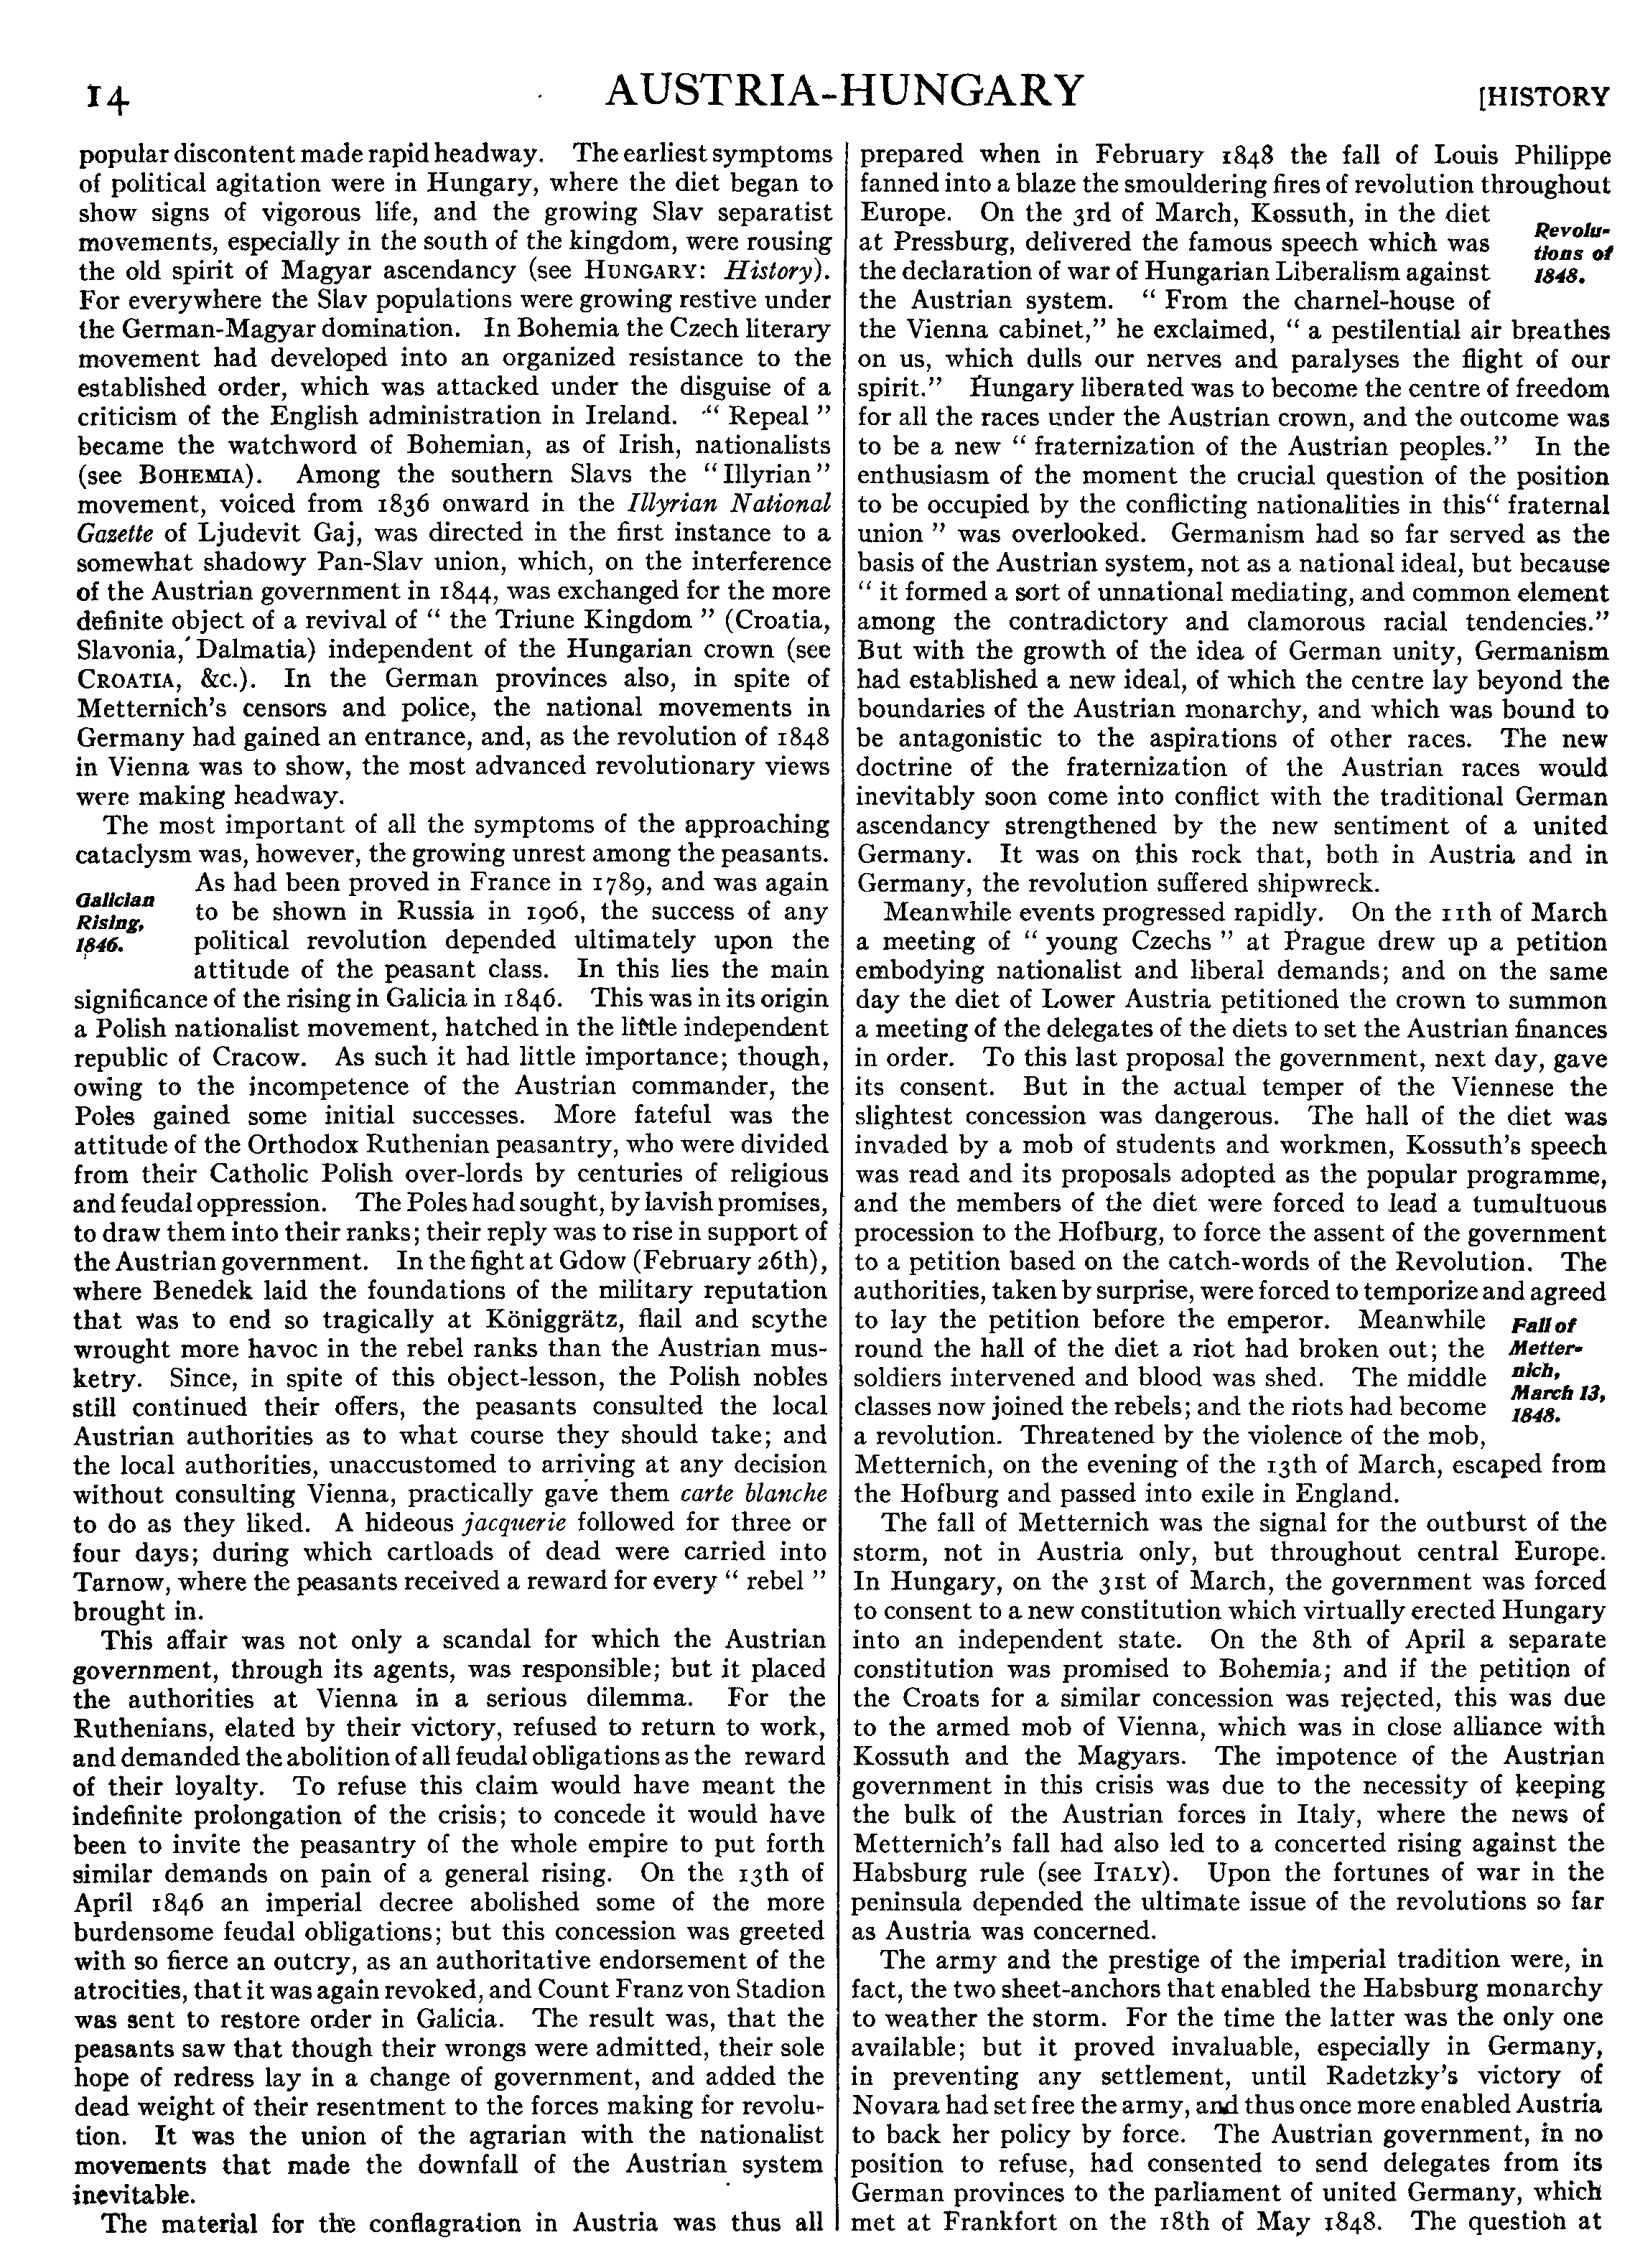 14
AUSTRIA-HUNGARY
[HISTORY
popular discontent made rapid headway. The earliest symptoms
of political agitation were in Hungary, where the diet began to
show signs of vigorous life, and the growing Slav separatist
movements, especially in the south of the kingdom, were rousing
the old spirit of Magyar ascendancy (see HUNGARY: History).
For everywhere the Slav populations were growing restive under
the German-Magyar domination. In Bohemia the Czech literary
movement had developed into an organized resistance to the
established order, which was attacked under the disguise of a
criticism of the English administration in Ireland. “ Repeal ”
became the watchword of Bohemian, as of Irish, nationalists
(see BOHEMIA). Among the southern Slavs the “Illyrian”
movement, voiced from 1836 onward in the Illyrian National
Gazette of Ljudevit Gaj, was directed in the first instance to a
somewhat shadowy Pan-Slav union, which, on the interference
of the Austrian government in 1844, was exchanged for the more
definite object of a revival of “ the Triune Kingdom ” (Croatia,
Slavonia, Dalmatia) independent of the Hungarian crown (see
CROATIA, &c.). In the German provinces also, in spite of
Metternich's censors and police, the national movements in
Germany had gained an entrance, and, as the revolution of 1848
in Vienna was to show, the most advanced revolutionary views
were making headway.
The most important of all the symptoms of the approaching
cataclysm was, however, the growing unrest among the peasants.
Galician
Rising,
1846.
As had been proved in France in 1789, and was again
to be shown in Russia in 1906, the success of any
political revolution depended ultimately upon the
attitude of the peasant class. In this lies the main
significance of the rising in Galicia in 1846. This was in its origin
a Polish nationalist movement, hatched in the little independent
republic of Cracow. As such it had little importance; though,
owing to the incompetence of the Austrian commander, the
Poles gained some initial successes. More fateful was the
attitude of the Orthodox Ruthenian peasantry, who were divided
from their Catholic Polish over-lords by centuries of religious
and feudal oppression. The Poles had sought, by lavish promises,
to draw them into their ranks; their reply was to rise in support of
the Austrian government. In the fight at Gdow (February 26th),
where Benedek laid the foundations of the military reputation
that was to end so tragically at Königgrätz, flail and scythe
wrought more havoc in the rebel ranks than the Austrian mus-
ketry. Since, in spite of this object-lesson, the Polish nobles
still continued their offers, the peasants consulted the local
Austrian authorities as to what course they should take; and
the local authorities, unaccustomed to arriving at any decision
without consulting Vienna, practically gave them carte blanche
to do as they liked. A hideous jacquerie followed for three or
four days; during which cartloads of dead were carried into
Tarnow, where the peasants received a reward for every “ rebel ”
brought in.
This affair was not only a scandal for which the Austrian
government, through its agents, was responsible; but it placed
the authorities at Vienna in a serious dilemma. For the
Ruthenians, elated by their victory, refused to return to work,
and demanded the abolition of all feudal obligations as the reward
of their loyalty. To refuse this claim would have meant the
indefinite prolongation of the crisis; to concede it would have
been to invite the peasantry of the whole empire to put forth
similar demands on pain of a general rising. On the 13th of
April 1846 an imperial decree abolished some of the more
burdensome feudal obligations; but this concession was greeted
with so fierce an outcry, as an authoritative endorsement of the
atrocities, that it was again revoked, and Count Franz von Stadion
was sent to restore order in Galicia. The result was, that the
peasants saw that though their wrongs were admitted, their sole
hope of redress lay in a change of government, and added the
dead weight of their resentment to the forces making for revolu-
tion. It was the union of the agrarian with the nationalist
movements that made the downfall of the Austrian system
inevitable.
The material for the conflagration in Austria was thus all
prepared when in February 1848 the fall of Louis Philippe
fanned into a blaze the smouldering fires of revolution throughout
Europe. On the 3rd of March, Kossuth, in the diet
at Pressburg, delivered the famous speech which was
the declaration of war of Hungarian Liberalism against
the Austrian system. “ From the charnel-house of
Revolu-
tions of
1848.
the Vienna cabinet,” he exclaimed, “ a pestilential air breathes
on us, which dulls our nerves and paralyses the flight of our
spirit.” Hungary liberated was to become the centre of freedom
for all the races under the Austrian crown, and the outcome was
to be a new “ fraternization of the Austrian peoples.” In the
enthusiasm of the moment the crucial question of the position
to be occupied by the conflicting nationalities in this“ fraternal
union ” was overlooked. Germanism had so far served as the
basis of the Austrian system, not as a national ideal, but because
“ it formed a sort of unnational mediating, and common element
among the contradictory and clamorous racial tendencies.”
But with the growth of the idea of German unity, Germanism
had established a new ideal, of which the centre lay beyond the
boundaries of the Austrian monarchy, and which was bound to
be antagonistic to the aspirations of other races. The new
doctrine of the fraternization of the Austrian races would
inevitably soon come into conflict with the traditional German
ascendancy strengthened by the new sentiment of a united
Germany. It was on this rock that, both in Austria and in
Germany, the revolution suffered shipwreck.
Meanwhile events progressed rapidly. On the 11th of March
a meeting of “ young Czechs ” at Prague drew up a petition
embodying nationalist and liberal demands; and on the same
day the diet of Lower Austria petitioned the crown to summon
a meeting of the delegates of the diets to set the Austrian finances
in order. To this last proposal the government, next day, gave
its consent. But in the actual temper of the Viennese the
slightest concession was dangerous. The hall of the diet was
invaded by a mob of students and workmen, Kossuth's speech
was read and its proposals adopted as the popular programme,
and the members of the diet were forced to lead a tumultuous
procession to the Hofburg, to force the assent of the government
to a petition based on the catch-words of the Revolution. The
authorities, taken by surprise, were forced to temporize and agreed
to lay the petition before the emperor. Meanwhile
round the hall of the diet a riot had broken out; the
soldiers intervened and blood was shed. The middle
classes now joined the rebels; and the riots had become
a revolution. Threatened by the violence of the mob,
Fall of
Metter-
nich,
March 13,
1848.
Metternich, on the evening of the 13th of March, escaped from
the Hofburg and passed into exile in England.
The fall of Metternich was the signal for the outburst of the
storm, not in Austria only, but throughout central Europe.
In Hungary, on the 31st of March, the government was forced
to consent to a new constitution which virtually erected Hungary
into an independent state. On the 8th of April a separate
constitution was promised to Bohemia; and if the petition of
the Croats for a similar concession was rejected, this was due
to the armed mob of Vienna, which was in close alliance with
Kossuth and the Magyars. The impotence of the Austrian
government in this crisis was due to the necessity of keeping
the bulk of the Austrian forces in Italy, where the news of
Metternich's fall had also led to a concerted rising against the
Habsburg rule (see ITALY). Upon the fortunes of war in the
peninsula depended the ultimate issue of the revolutions so far
as Austria was concerned.
The army and the prestige of the imperial tradition were, in
fact, the two sheet-anchors that enabled the Habsburg monarchy
to weather the storm. For the time the latter was the only one
available; but it proved invaluable, especially in Germany,
in preventing any settlement, until Radetzky's victory of
Novara had set free the army, and thus once more enabled Austria
to back her policy by force. The Austrian government, in no
position to refuse, had consented to send delegates from its
German provinces to the parliament of united Germany, which
met at Frankfort on the 18th of May 1848. The question at